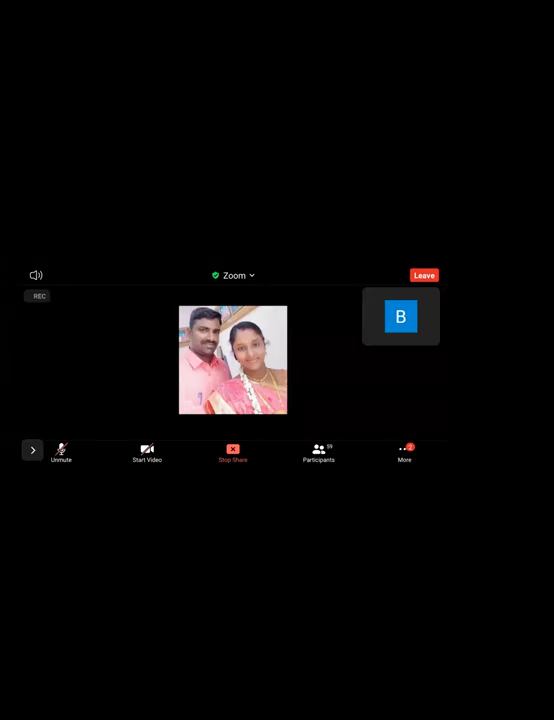 Zoom
Leave
REC
B
59
2
Unmute
Start Video
Stop Share
Participants
More